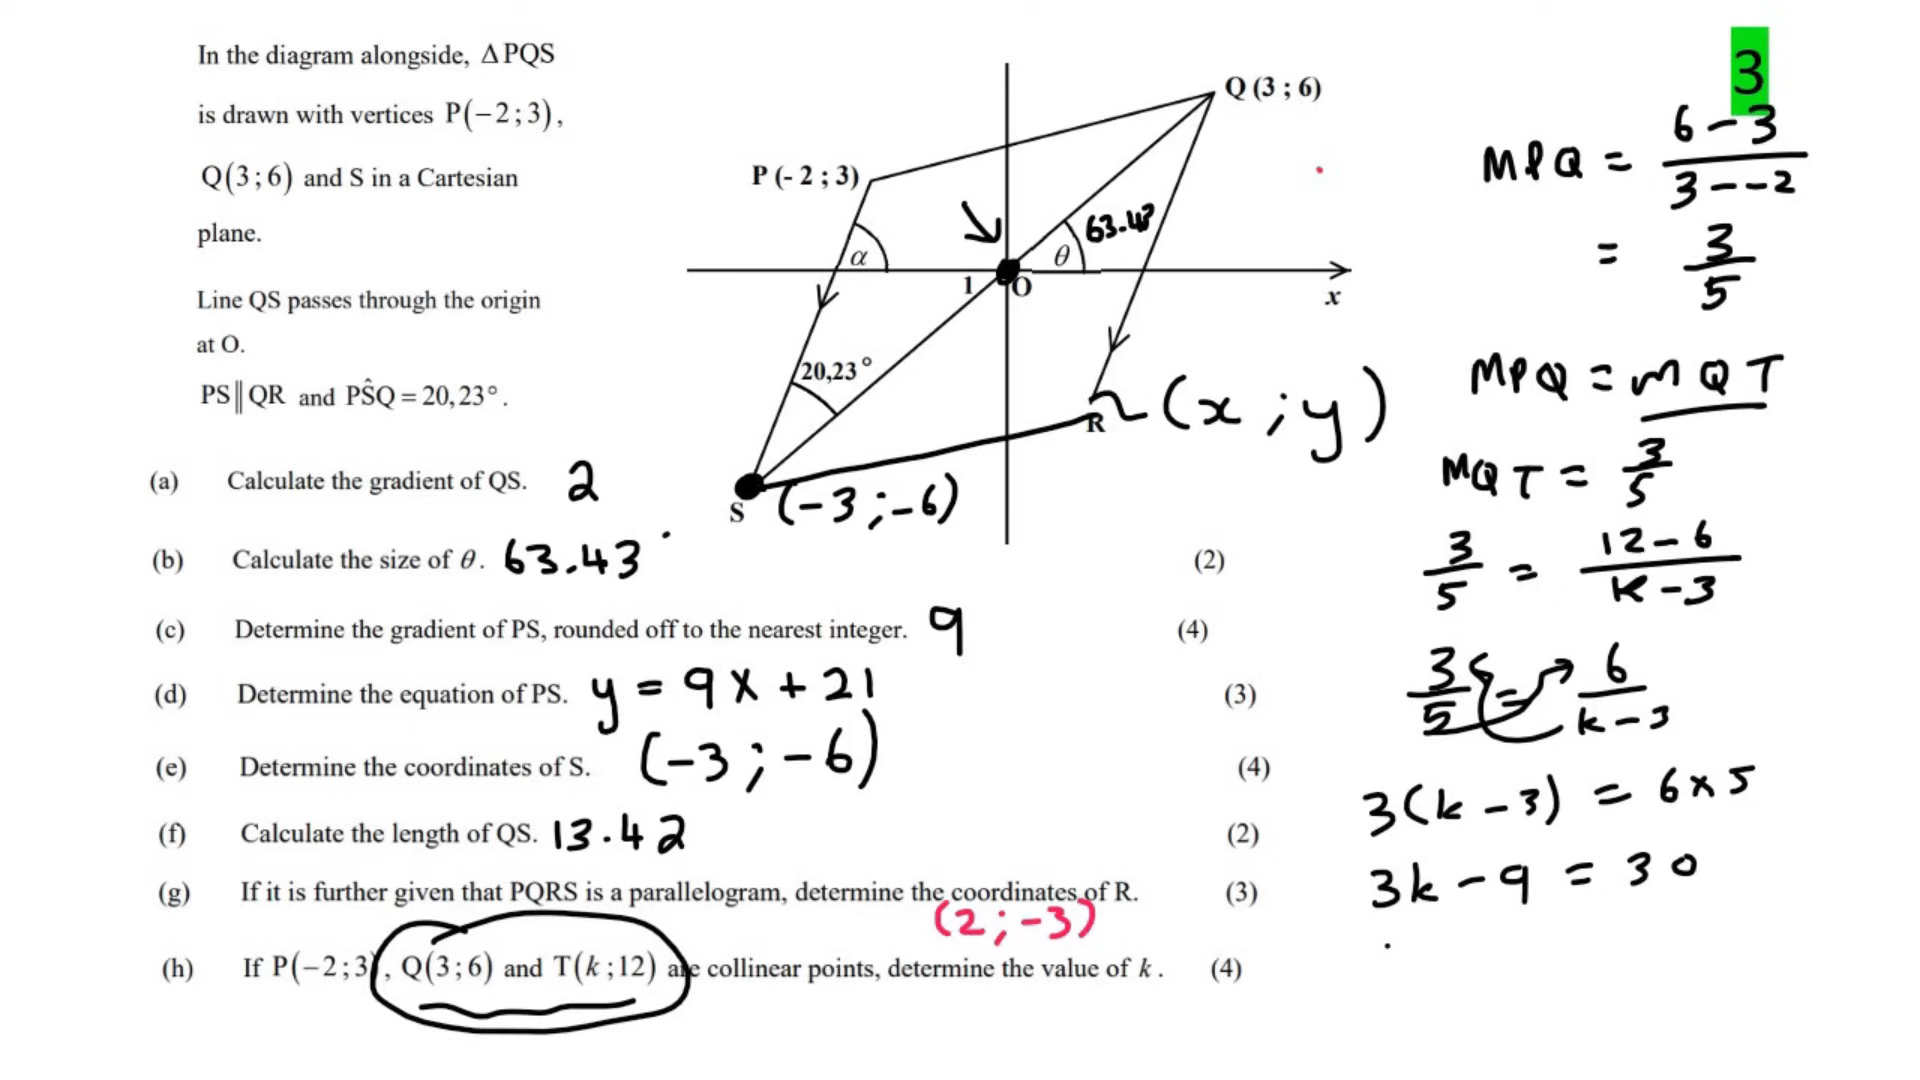 In the diagram alongside, ΔPQS
is drawn with vertices P(−2;3),
Q(3;6) and S in a Cartesian
plane.
Line QS passes through the origin
at O.
PS∥QR and PŜQ = 20,23°.
Q (3 ; 6)
P (- 2 ; 3)
α
63.43
θ
1
O
x
20,23°
R
(x ; y)
S
(-3 ; -6)
(a) Calculate the gradient of QS. 2
(b) Calculate the size of θ. 63.43° (2)
(c) Determine the gradient of PS, rounded off to the nearest integer. 9 (4)
(d) Determine the equation of PS. y = 9x + 21 (3)
(e) Determine the coordinates of S. (-3 ; -6) (4)
(f) Calculate the length of QS. 13.42 (2)
(g) If it is further given that PQRS is a parallelogram, determine the coordinates of R. (3)
(2 ; -3)
(h) If P(−2;3), Q(3;6) and T(k;12) are collinear points, determine the value of k. (4)
3
MPQ = 6-3
3--2
= 3
5
MPQ = MQT
MQT = 3
5
3 = 12-6
5 k-3
3 = 6
5 k-3
3(k-3) = 6×5
3k-9 = 30